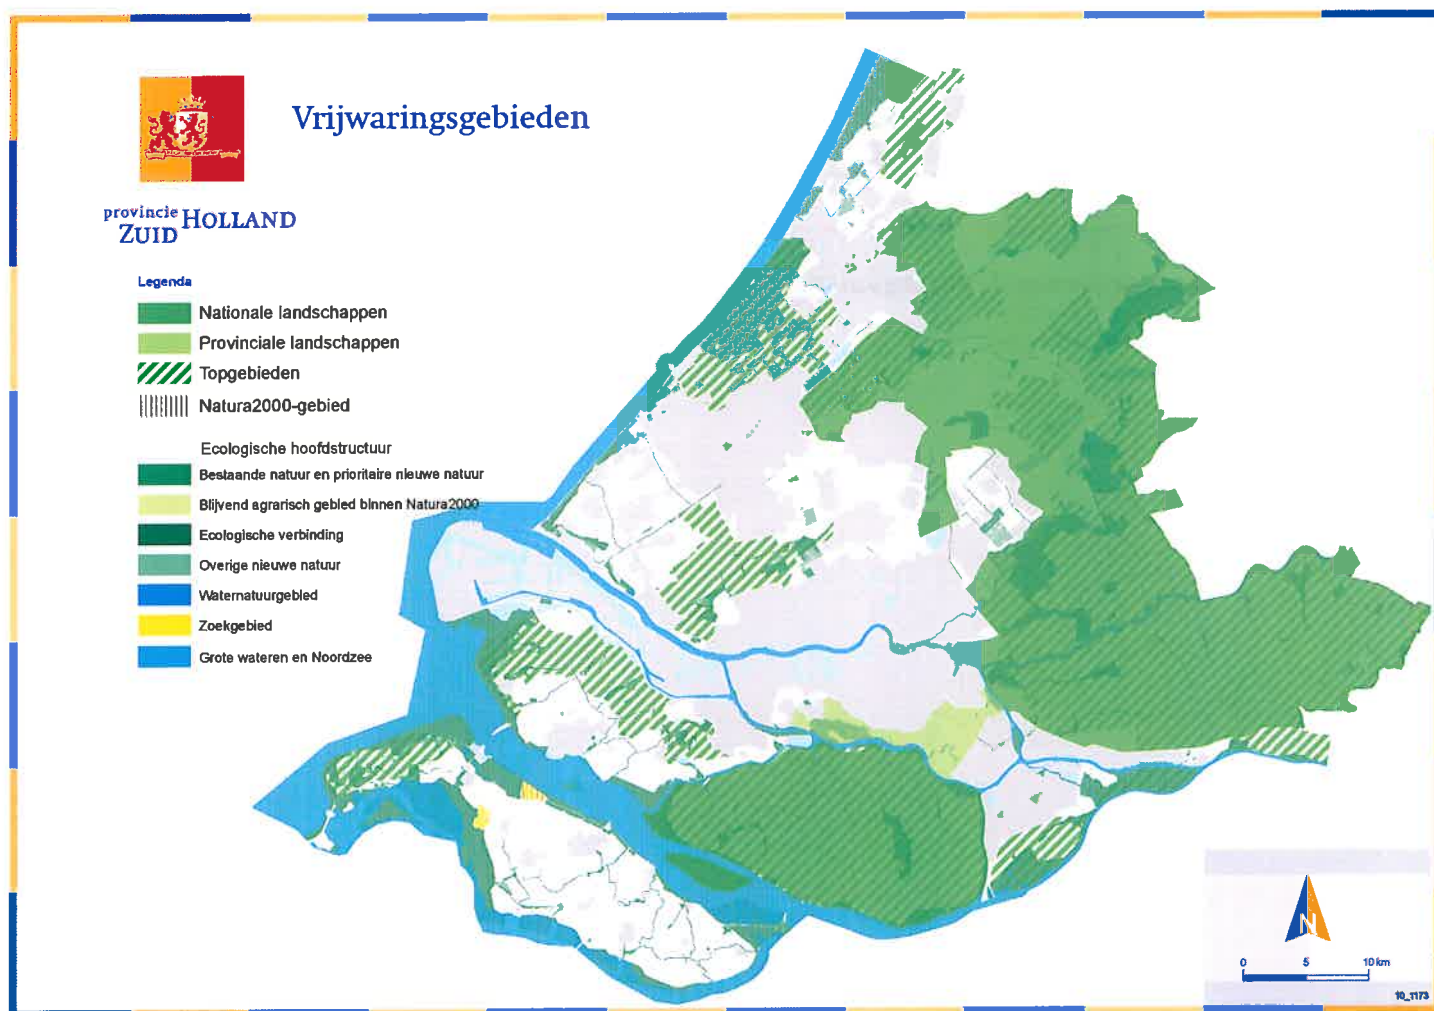 Vrijwaringsgebieden
provincie HOLLAND
ZUID
Legenda
Nationale landschappen
Provinciale landschappen
Topgebieden
Natura2000-gebied
Ecologische hoofdstructuur
Bestaande natuur en prioritaire nieuwe natuur
Blijvend agrarisch gebied binnen Natura2000
Ecologische verbinding
Overige nieuwe natuur
Waternatuurgebied
Zoekgebied
Grote wateren en Noordzee
N
0 5 10 km
10_1173